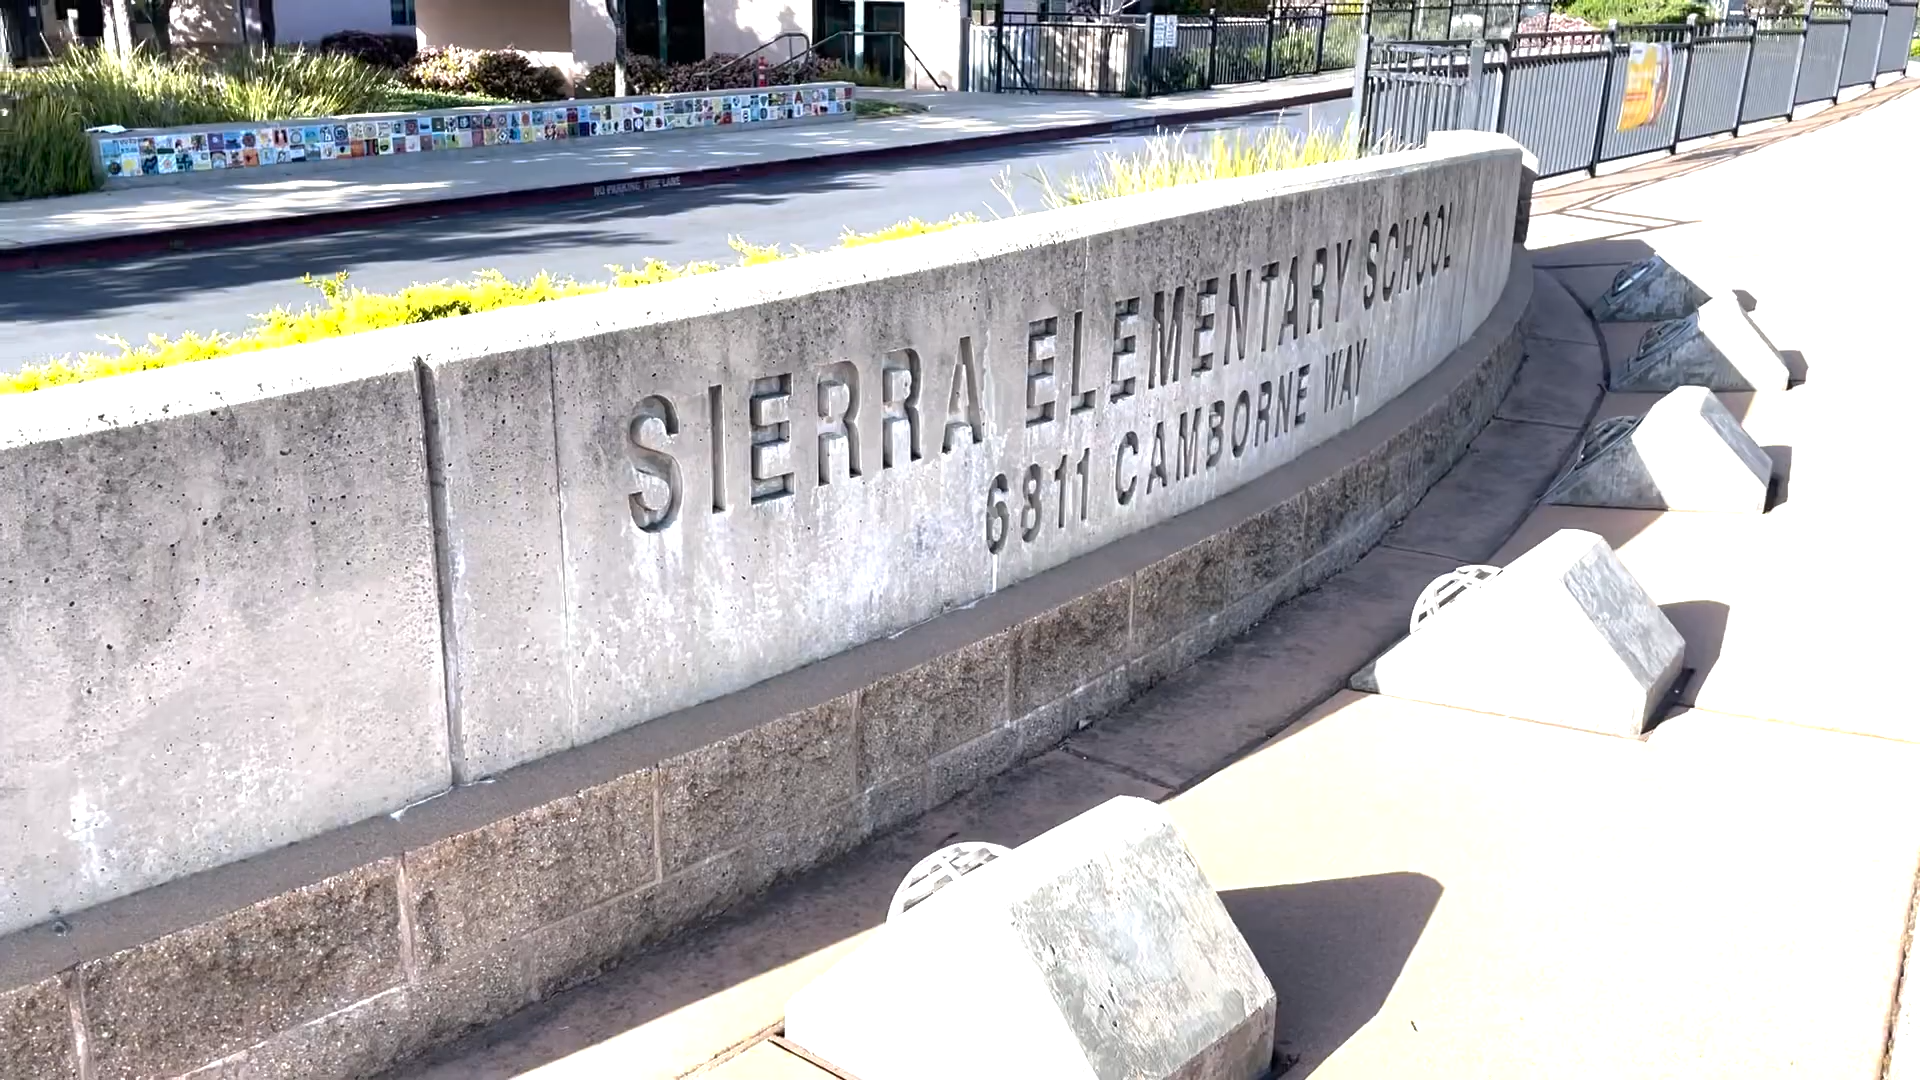 NO PARKING FIRE LANE
SIERRA ELEMENTARY SCHOOL
6811 CAMBORNE WAY